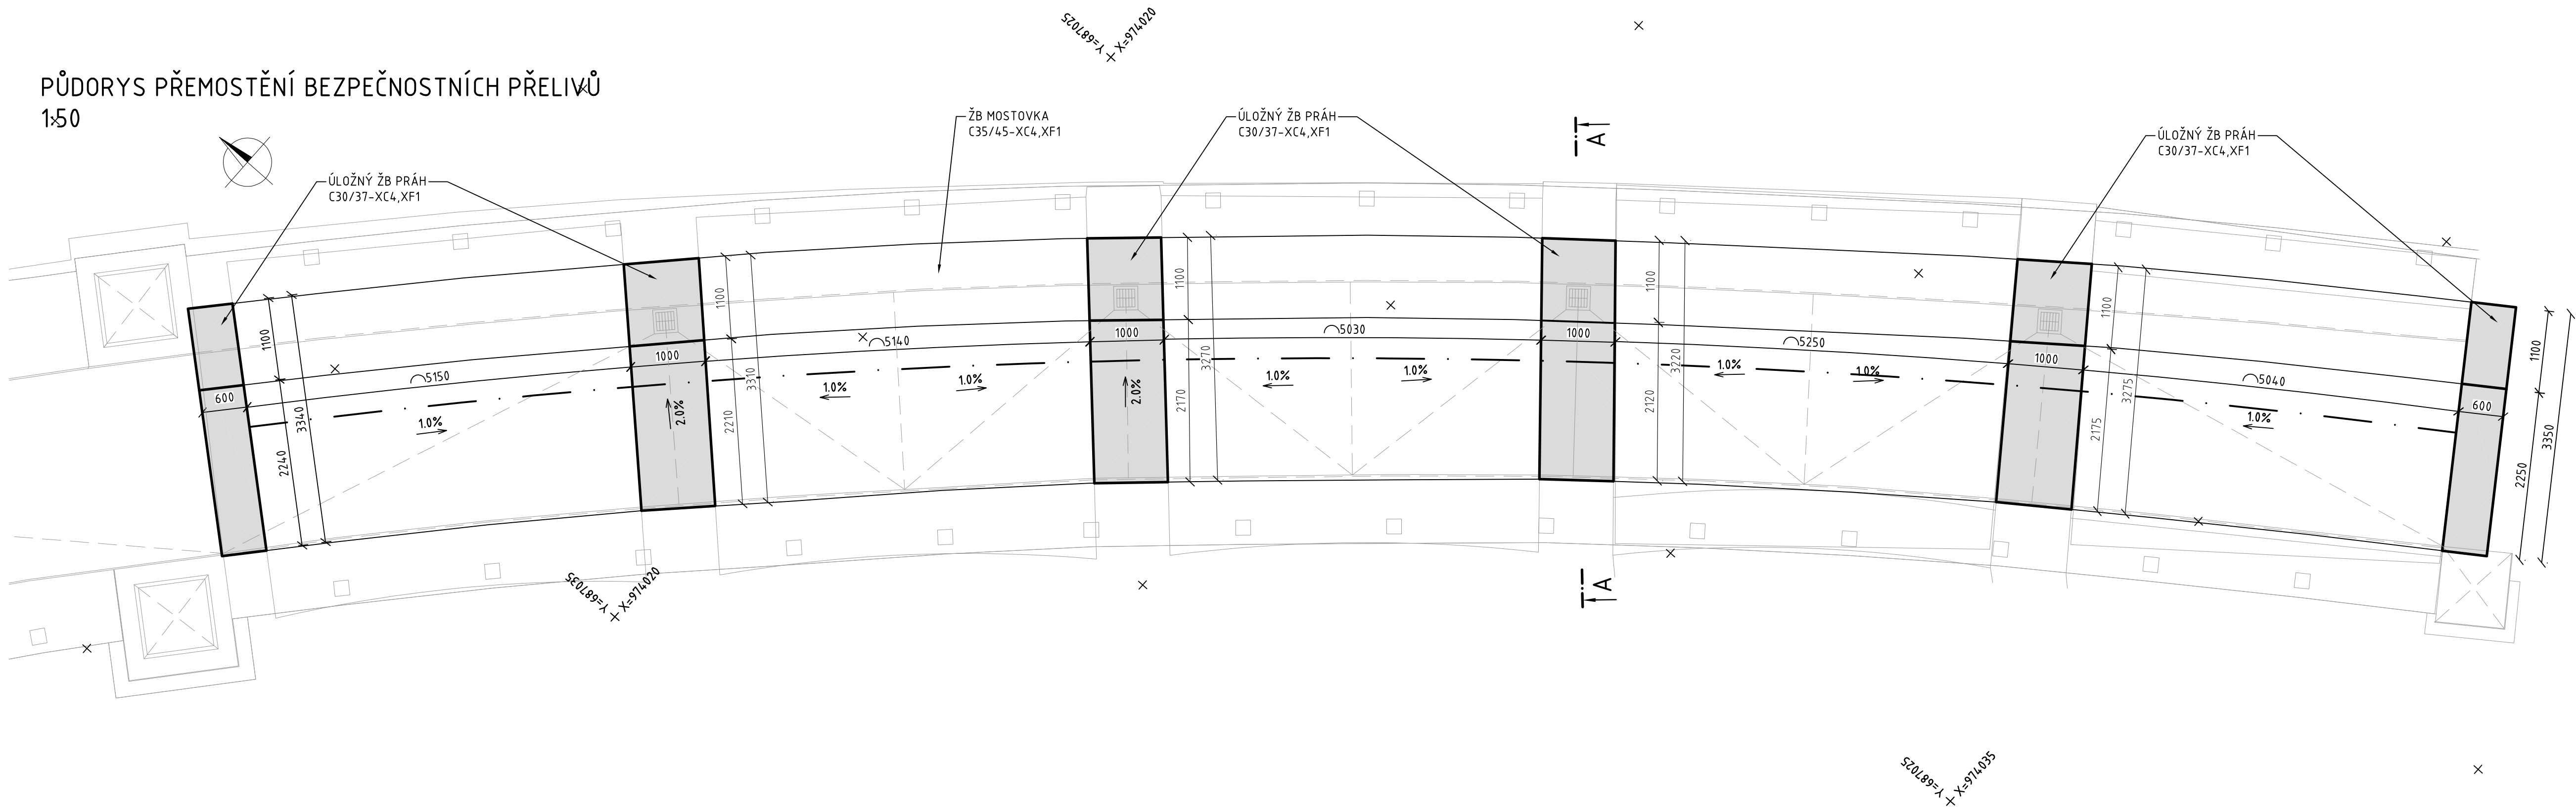 PŮDORYS PŘEMOSTĚNÍ BEZPEČNOSTNÍCH PŘELIVŮ
1:50
Y=687025
X=974020
ŽB MOSTOVKA
C35/45-XC4,XF1
ÚLOŽNÝ ŽB PRÁH
C30/37-XC4,XF1
A
ÚLOŽNÝ ŽB PRÁH
C30/37-XC4,XF1
ÚLOŽNÝ ŽB PRÁH
C30/37-XC4,XF1
1100
600
5150
3340
2240
1.0%
1000
2.0%
1100
3310
2210
5140
1.0%
1.0%
1000
2.0%
1100
3270
2170
5030
1.0%
1.0%
1000
1100
3220
2120
5250
1.0%
1.0%
1000
1100
3275
2175
5040
1.0%
600
1100
3350
2250
Y=687035
X=974020
A
Y=687025
X=974035